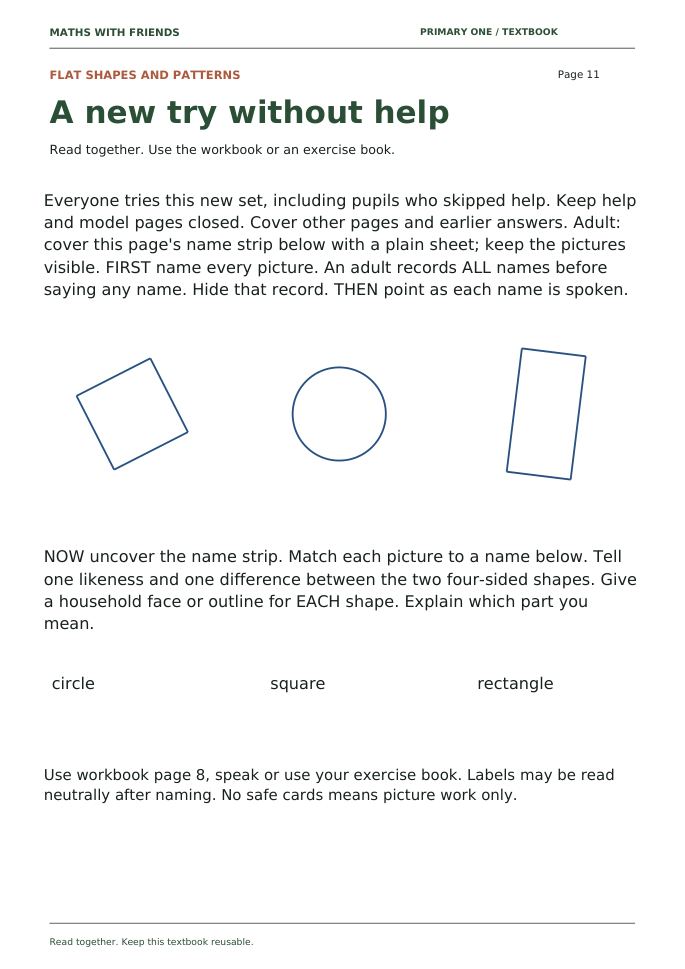 MATHS WITH FRIENDS
PRIMARY ONE / TEXTBOOK
FLAT SHAPES AND PATTERNS
Page 11
A new try without help
Read together. Use the workbook or an exercise book.
Everyone tries this new set, including pupils who skipped help. Keep help
and model pages closed. Cover other pages and earlier answers. Adult:
cover this page's name strip below with a plain sheet; keep the pictures
visible. FIRST name every picture. An adult records ALL names before
saying any name. Hide that record. THEN point as each name is spoken.
NOW uncover the name strip. Match each picture to a name below. Tell
one likeness and one difference between the two four-sided shapes. Give
a household face or outline for EACH shape. Explain which part you
mean.
circle
square
rectangle
Use workbook page 8, speak or use your exercise book. Labels may be read
neutrally after naming. No safe cards means picture work only.
Read together. Keep this textbook reusable.